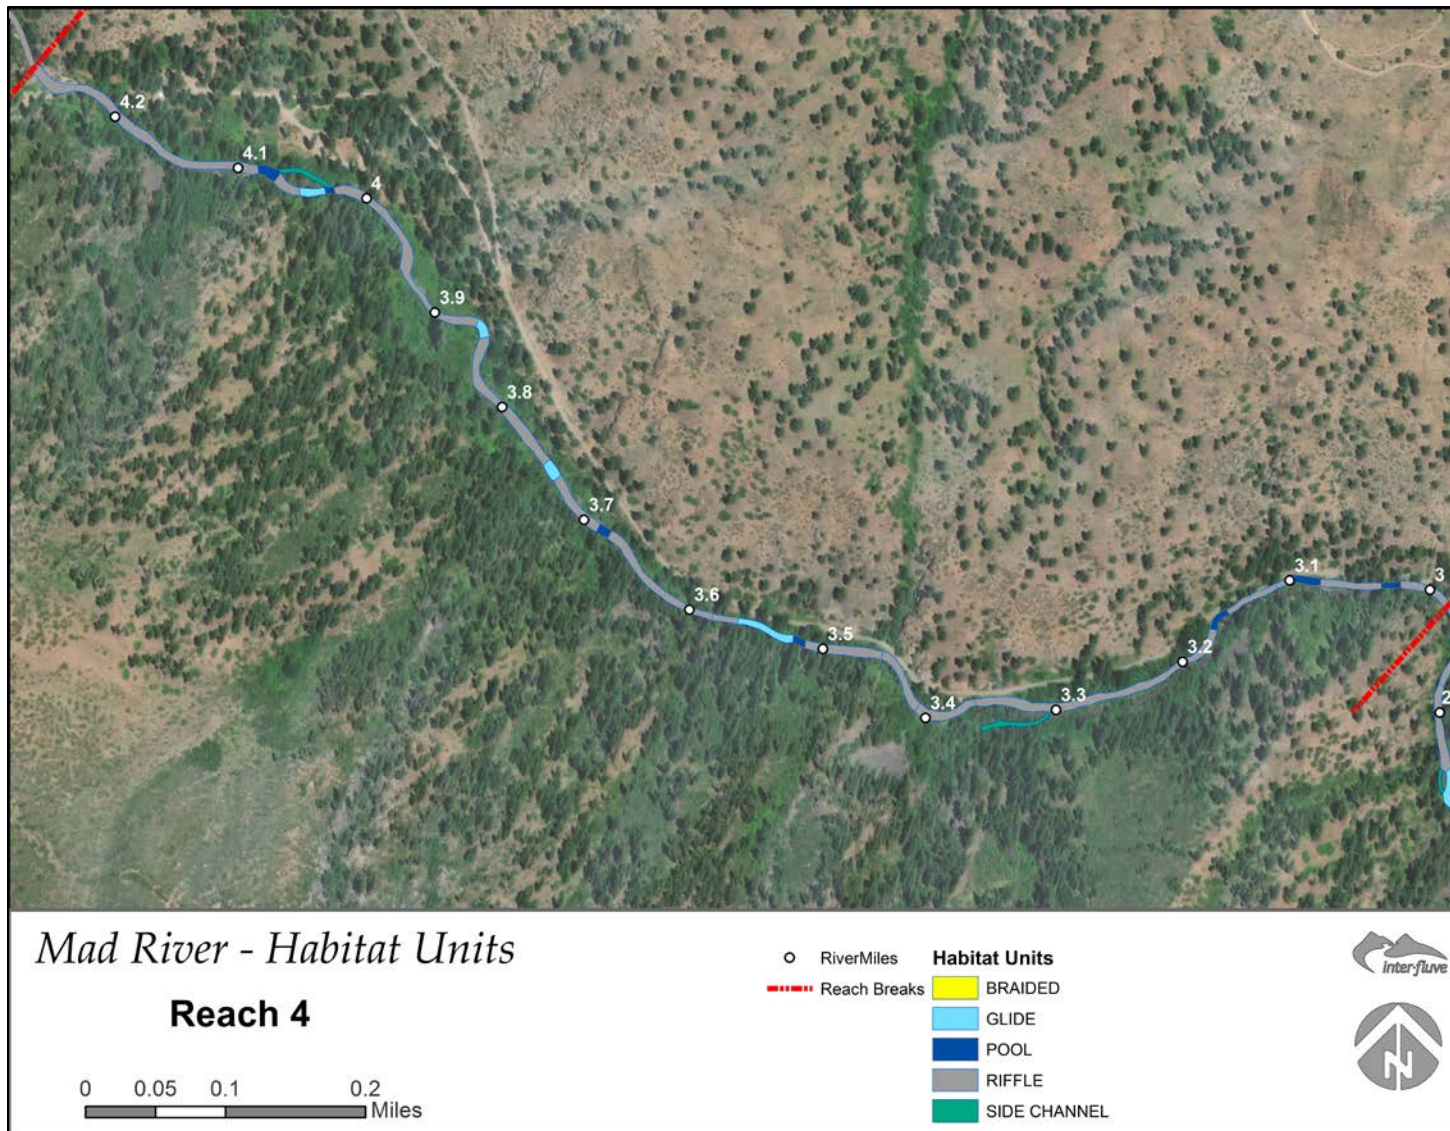 4.2
4.1
4
3.9
3.8
3.7
3.6
3.5
3.4
3.3
3.2
3.1
3
2
Mad River - Habitat Units
Reach 4
0 0.05 0.1 0.2
Miles
RiverMiles
Reach Breaks
Habitat Units
BRAIDED
GLIDE
POOL
RIFFLE
SIDE CHANNEL
inter-fluve
N